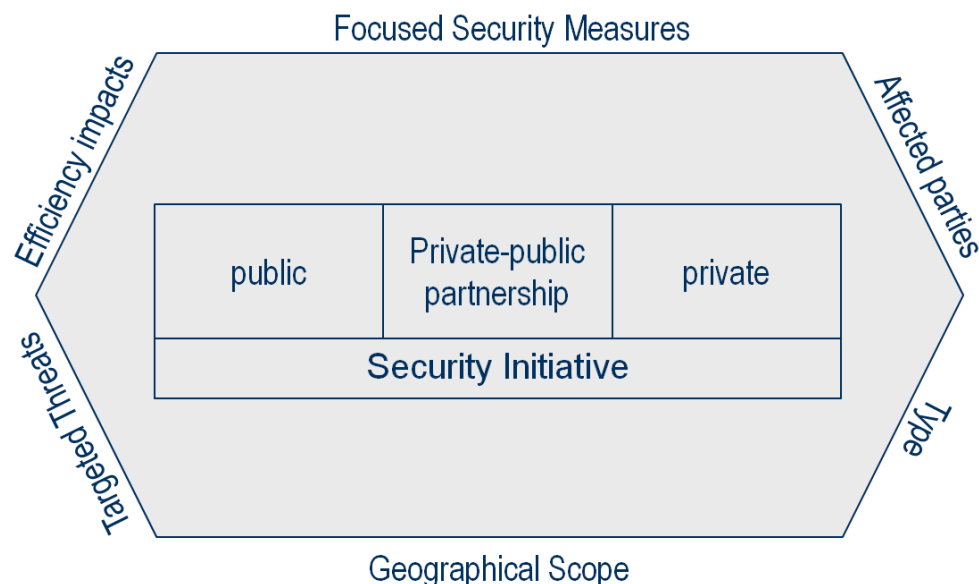 Focused Security Measures
Efficiency impacts
Affected parties
public
Private-public
partnership
private
Security Initiative
Targeted Threats
Type
Geographical Scope